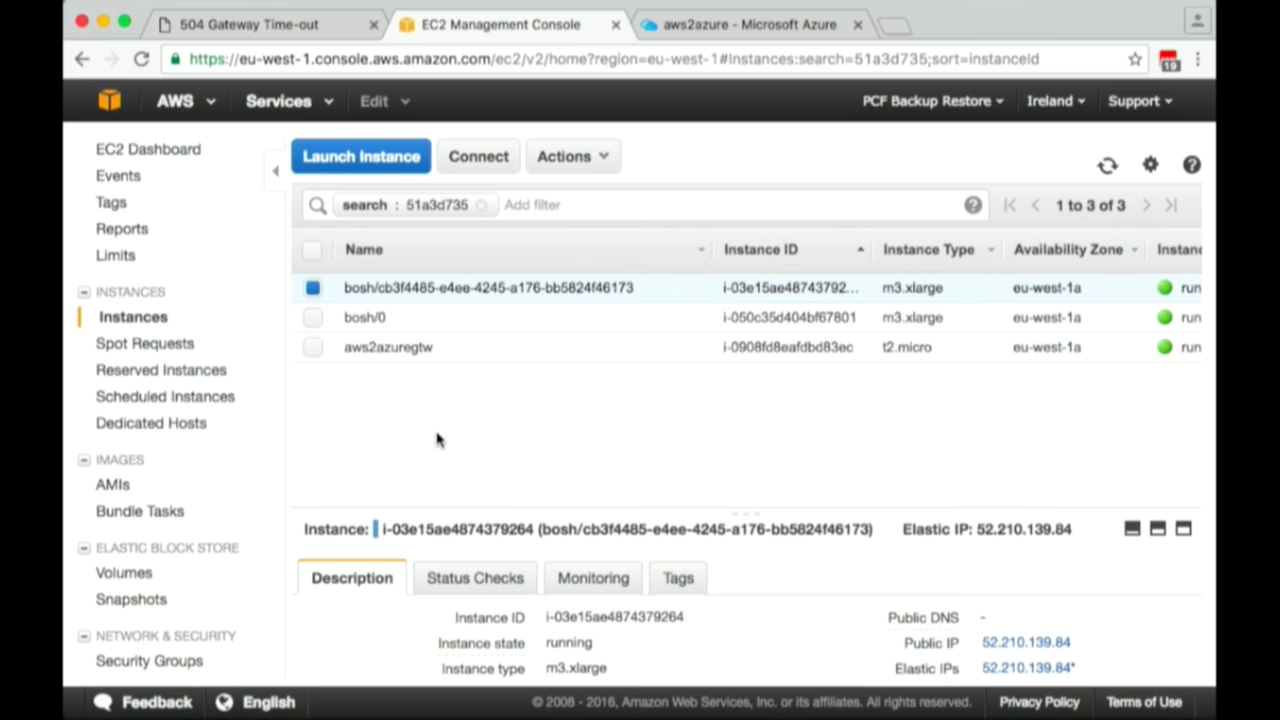 504 Gateway Time-out
EC2 Management Console
aws2azure - Microsoft Azure
https://eu-west-1.console.aws.amazon.com/ec2/v2/home?region=eu-west-1#Instances:search=51a3d735;sort=instanceId
19
AWS Services Edit PCF Backup Restore Ireland Support
EC2 Dashboard
Events
Tags
Reports
Limits
INSTANCES
Instances
Spot Requests
Reserved Instances
Scheduled Instances
Dedicated Hosts
IMAGES
AMIs
Bundle Tasks
ELASTIC BLOCK STORE
Volumes
Snapshots
NETWORK & SECURITY
Security Groups
Launch Instance Connect Actions
search : 51a3d735 Add filter 1 to 3 of 3
Name Instance ID Instance Type Availability Zone Instanc
bosh/cb3f4485-e4ee-4245-a176-bb5824f46173 i-03e15ae48743792... m3.xlarge eu-west-1a run
bosh/0 i-050c35d404bf67801 m3.xlarge eu-west-1a run
aws2azuregtw i-0908fd8eafdbd83ec t2.micro eu-west-1a run
Instance: i-03e15ae4874379264 (bosh/cb3f4485-e4ee-4245-a176-bb5824f46173) Elastic IP: 52.210.139.84
Description Status Checks Monitoring Tags
Instance ID i-03e15ae4874379264 Public DNS -
Instance state running Public IP 52.210.139.84
Instance type m3.xlarge Elastic IPs 52.210.139.84*
Feedback English © 2008 - 2016, Amazon Web Services, Inc. or its affiliates. All rights reserved. Privacy Policy Terms of Use